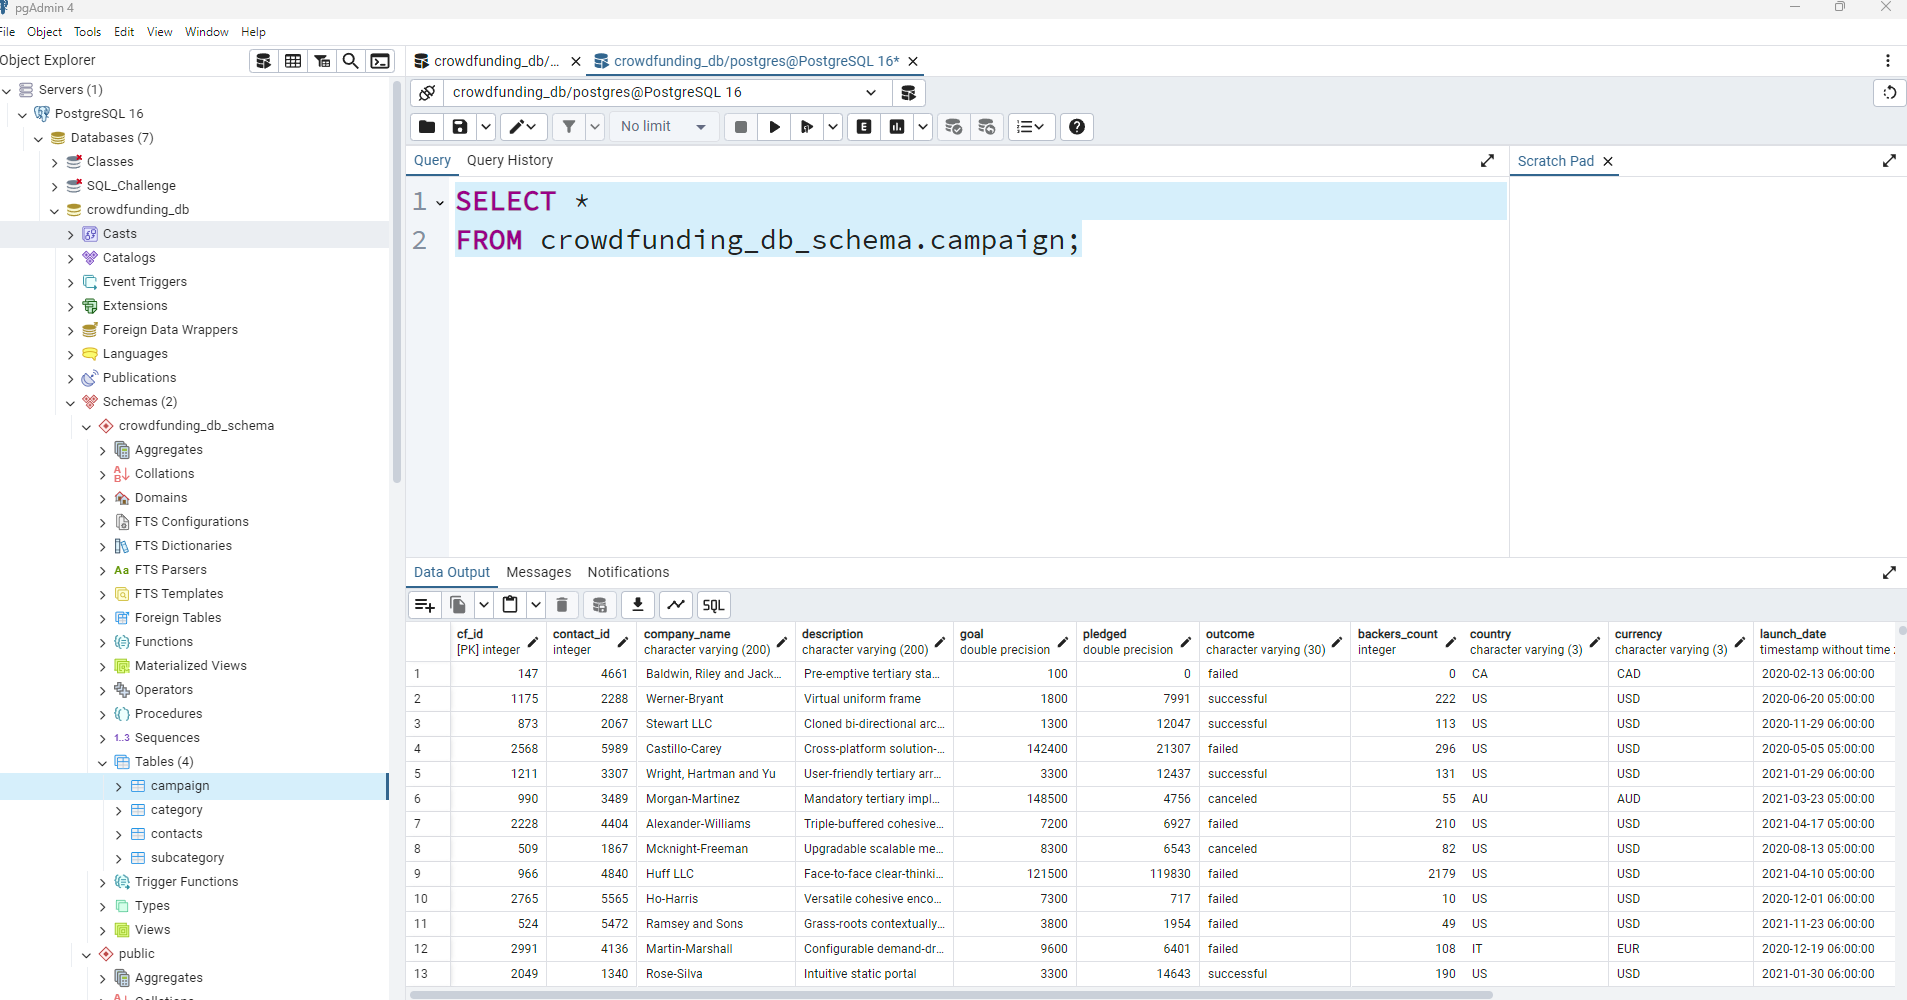 pgAdmin 4
File Object Tools Edit View Window Help
Object Explorer
Servers (1)
PostgreSQL 16
Databases (7)
Classes
SQL_Challenge
crowdfunding_db
Casts
Catalogs
Event Triggers
Extensions
Foreign Data Wrappers
Languages
Publications
Schemas (2)
crowdfunding_db_schema
Aggregates
Collations
Domains
FTS Configurations
FTS Dictionaries
Aa FTS Parsers
FTS Templates
Foreign Tables
Functions
Materialized Views
Operators
Procedures
1..3 Sequences
Tables (4)
campaign
category
contacts
subcategory
Trigger Functions
Types
Views
public
Aggregates
crowdfunding_db/... crowdfunding_db/postgres@PostgreSQL 16*
crowdfunding_db/postgres@PostgreSQL 16
No limit E
Query Query History
Scratch Pad
1 SELECT *
2 FROM crowdfunding_db_schema.campaign;
Data Output Messages Notifications
SQL
cf_id contact_id company_name description goal pledged outcome backers_count country currency launch_date
[PK] integer integer character varying (200) character varying (200) double precision double precision character varying (30) integer character varying (3) character varying (3) timestamp without time
1 147 4661 Baldwin, Riley and Jack... Pre-emptive tertiary sta... 100 0 failed 0 CA CAD 2020-02-13 06:00:00
2 1175 2288 Werner-Bryant Virtual uniform frame 1800 7991 successful 222 US USD 2020-06-20 05:00:00
3 873 2067 Stewart LLC Cloned bi-directional arc... 1300 12047 successful 113 US USD 2020-11-29 06:00:00
4 2568 5989 Castillo-Carey Cross-platform solution-... 142400 21307 failed 296 US USD 2020-05-05 05:00:00
5 1211 3307 Wright, Hartman and Yu User-friendly tertiary arr... 3300 12437 successful 131 US USD 2021-01-29 06:00:00
6 990 3489 Morgan-Martinez Mandatory tertiary impl... 148500 4756 canceled 55 AU AUD 2021-03-23 05:00:00
7 2228 4404 Alexander-Williams Triple-buffered cohesive... 7200 6927 failed 210 US USD 2021-04-17 05:00:00
8 509 1867 Mcknight-Freeman Upgradable scalable me... 8300 6543 canceled 82 US USD 2020-08-13 05:00:00
9 966 4840 Huff LLC Face-to-face clear-thinki... 121500 119830 failed 2179 US USD 2021-04-10 05:00:00
10 2765 5565 Ho-Harris Versatile cohesive enco... 7300 717 failed 10 US USD 2020-12-01 06:00:00
11 524 5472 Ramsey and Sons Grass-roots contextually... 3800 1954 failed 49 US USD 2021-11-23 06:00:00
12 2991 4136 Martin-Marshall Configurable demand-dr... 9600 6401 failed 108 IT EUR 2020-12-19 06:00:00
13 2049 1340 Rose-Silva Intuitive static portal 3300 14643 successful 190 US USD 2021-01-30 06:00:00